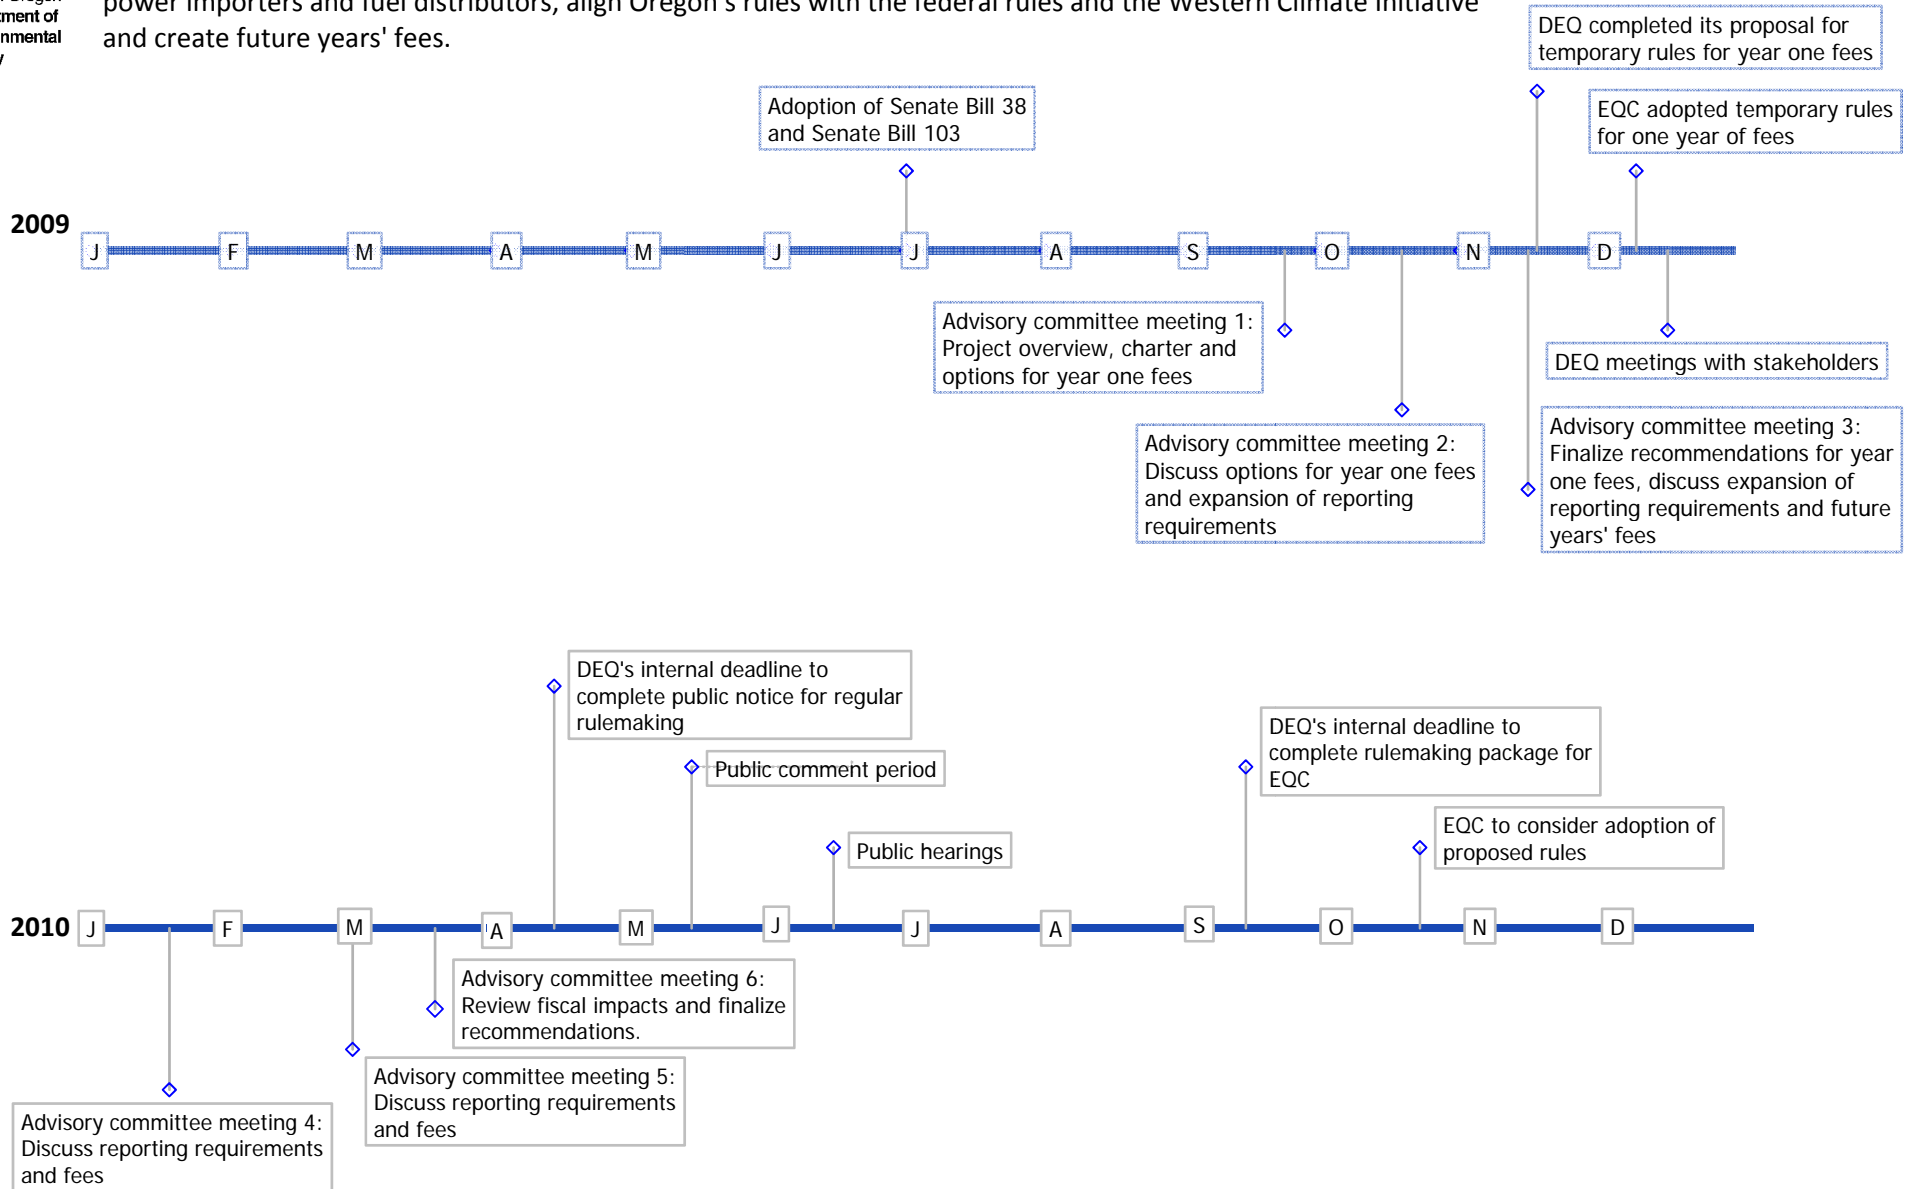 Oregon
tment of
nmental
power importers and fuel distributors, align Oregon's rules with the federal rules and the Western Climate Initiative
and create future years' fees.
DEQ completed its proposal for
temporary rules for year one fees
Adoption of Senate Bill 38
and Senate Bill 103
EQC adopted temporary rules
for one year of fees
2009
J F M A M J J A S O N D
Advisory committee meeting 1:
Project overview, charter and
options for year one fees
DEQ meetings with stakeholders
Advisory committee meeting 2:
Discuss options for year one fees
and expansion of reporting
requirements
Advisory committee meeting 3:
Finalize recommendations for year
one fees, discuss expansion of
reporting requirements and future
years' fees
DEQ's internal deadline to
complete public notice for regular
rulemaking
Public comment period
Public hearings
DEQ's internal deadline to
complete rulemaking package for
EQC
EQC to consider adoption of
proposed rules
2010
J F M A M J J A S O N D
Advisory committee meeting 6:
Review fiscal impacts and finalize
recommendations.
Advisory committee meeting 5:
Discuss reporting requirements
and fees
Advisory committee meeting 4:
Discuss reporting requirements
and fees